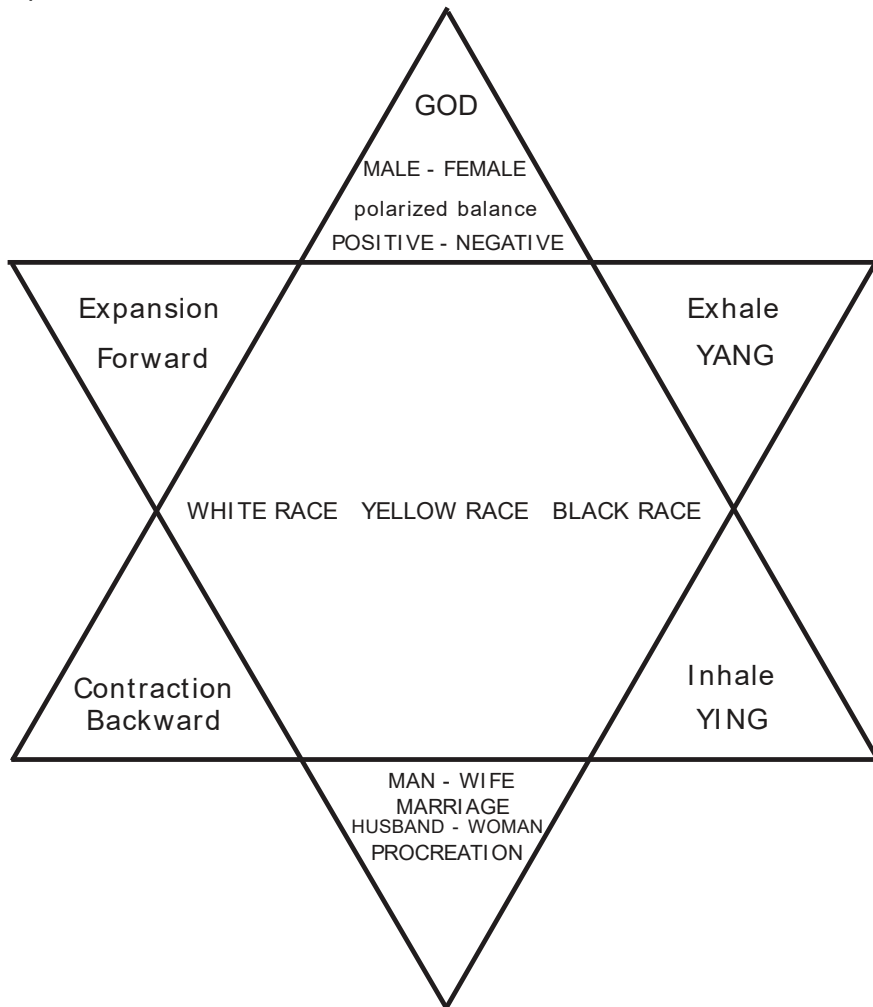 GOD
MALE - FEMALE
polarized balance
POSITIVE - NEGATIVE
Expansion
Forward
Exhale
YANG
WHITE RACE YELLOW RACE BLACK RACE
Contraction
Backward
Inhale
YING
MAN - WIFE
MARRIAGE
HUSBAND - WOMAN
PROCREATION